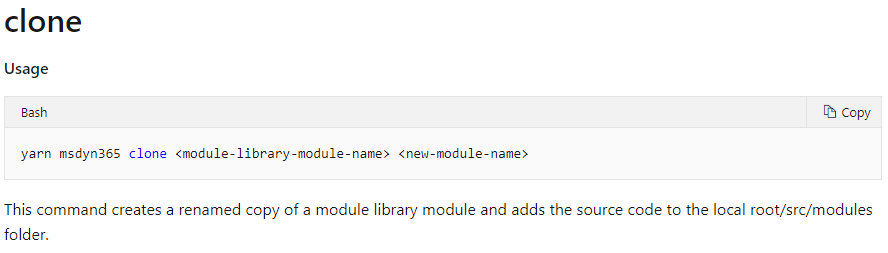 clone
Usage
Bash
Copy
yarn msdyn365 clone <module-library-module-name> <new-module-name>
This command creates a renamed copy of a module library module and adds the source code to the local root/src/modules
folder.